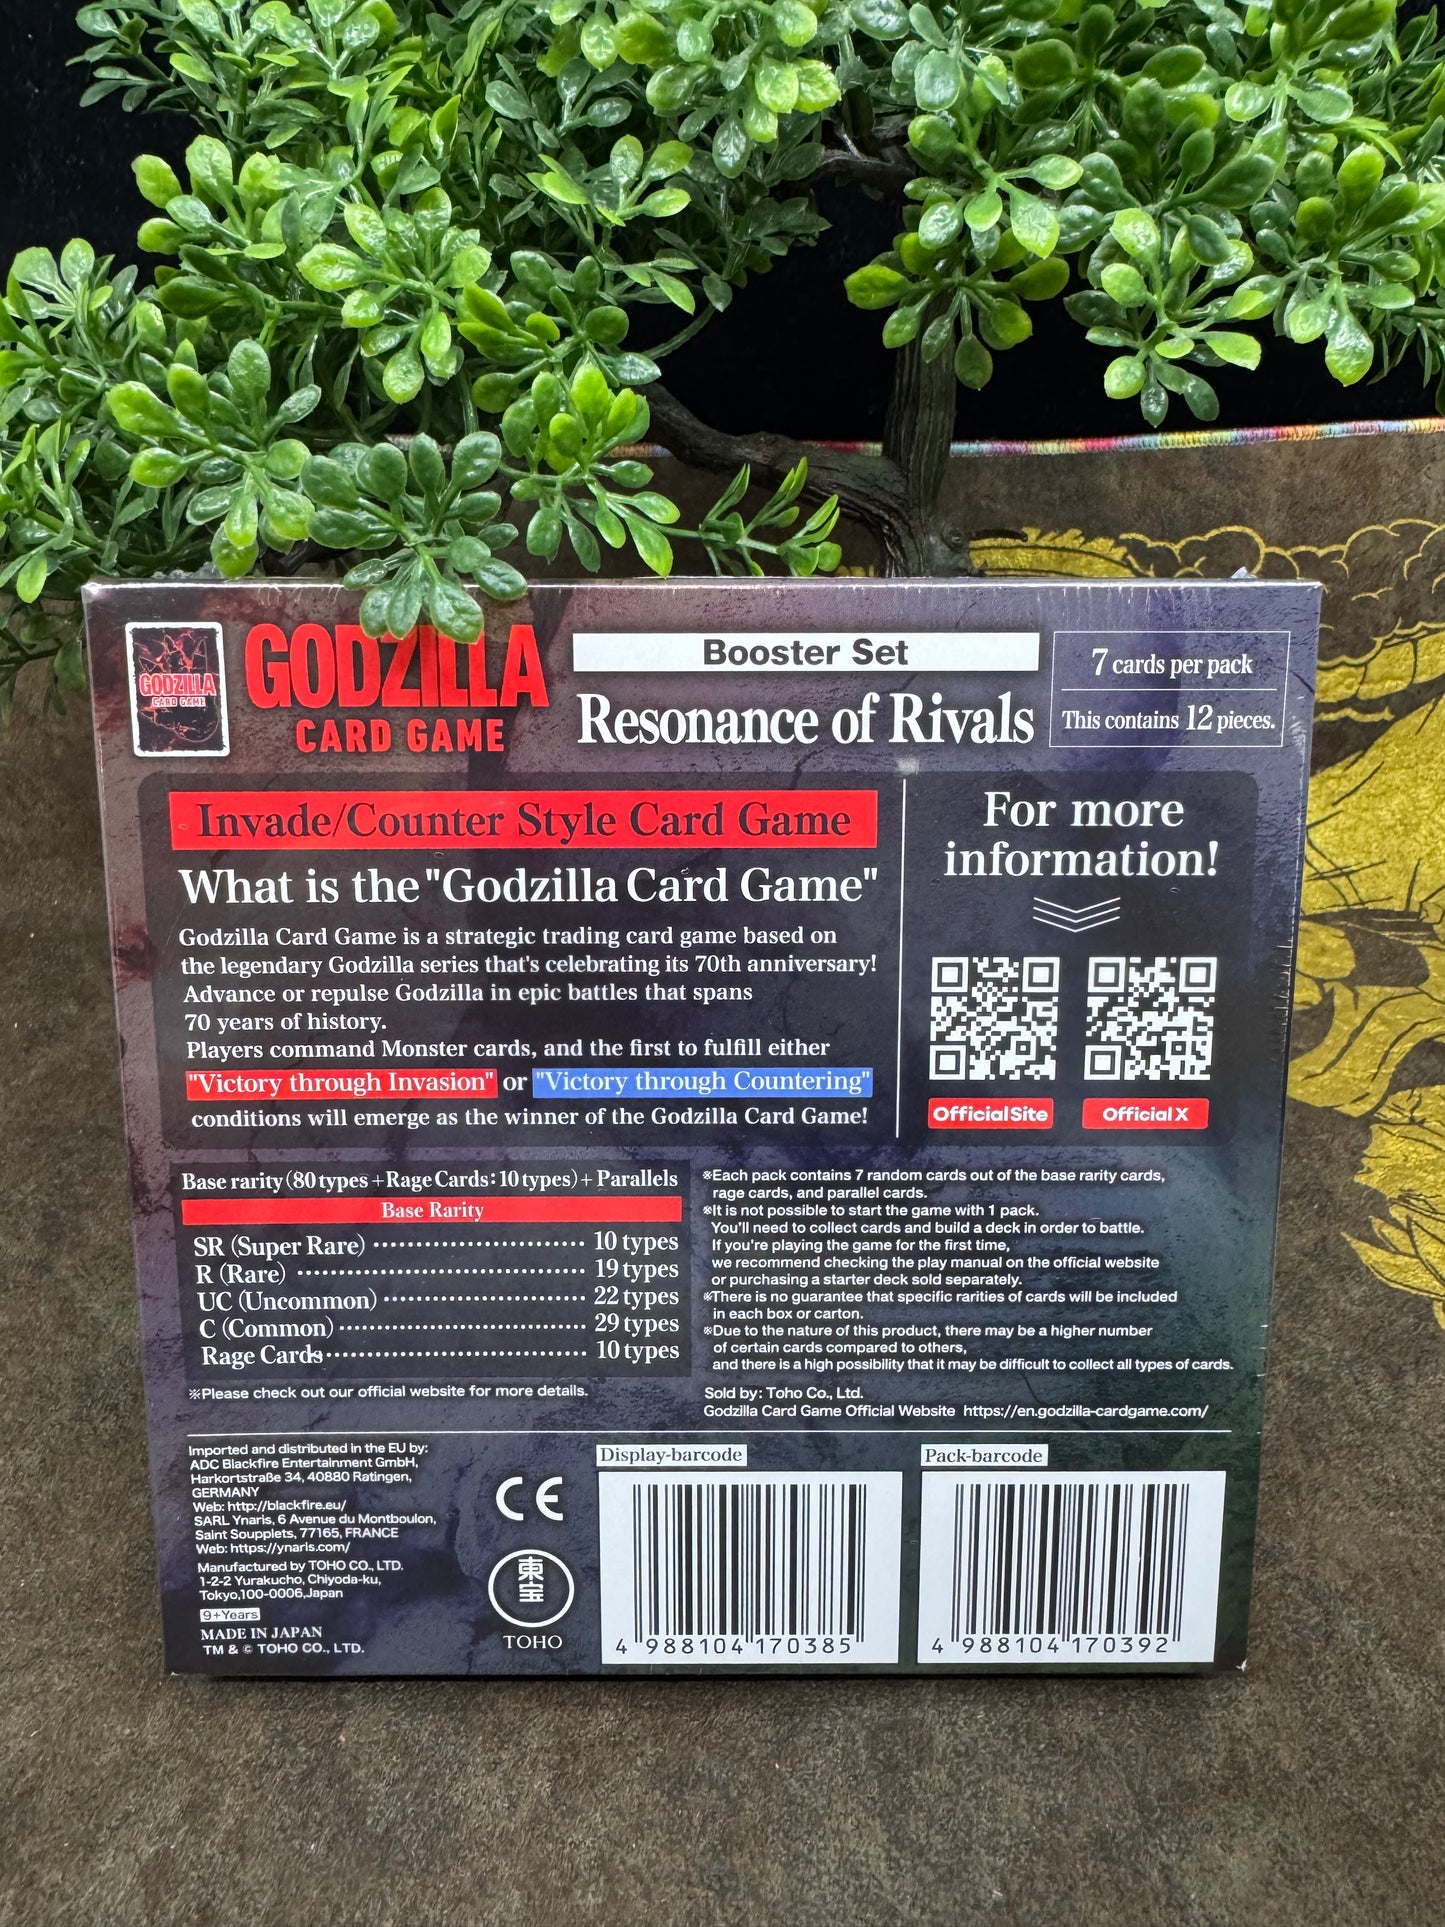 GODZILLA
CARD GAME
GODZILLA
CARD GAME
Booster Set
Resonance of Rivals
7 cards per pack
This contains 12 pieces.
Invade/Counter Style Card Game
What is the "Godzilla Card Game"
Godzilla Card Game is a strategic trading card game based on
the legendary Godzilla series that's celebrating its 70th anniversary!
Advance or repulse Godzilla in epic battles that spans
70 years of history.
Players command Monster cards, and the first to fulfill either
"Victory through Invasion" or "Victory through Countering"
conditions will emerge as the winner of the Godzilla Card Game!
For more
information!
Official Site
Official X
Base rarity (80 types + Rage Cards: 10 types) + Parallels
Base Rarity
SR (Super Rare) ···························· 10 types
R (Rare) ···························· 19 types
UC (Uncommon) ···························· 22 types
C (Common) ···························· 29 types
Rage Cards ···························· 10 types
※Please check out our official website for more details.
※Each pack contains 7 random cards out of the base rarity cards,
rage cards, and parallel cards.
※It is not possible to start the game with 1 pack.
You'll need to collect cards and build a deck in order to battle.
If you're playing the game for the first time,
we recommend checking the play manual on the official website
or purchasing a starter deck sold separately.
※There is no guarantee that specific rarities of cards will be included
in each box or carton.
※Due to the nature of this product, there may be a higher number
of certain cards compared to others,
and there is a high possibility that it may be difficult to collect all types of cards.
Sold by: Toho Co., Ltd.
Godzilla Card Game Official Website https://en.godzilla-cardgame.com/
Imported and distributed in the EU by:
ADC Blackfire Entertainment GmbH,
Harkortstraße 34, 40880 Ratingen,
GERMANY
Web: http://blackfire.eu/
SARL Ynaris, 6 Avenue du Montboulon,
Saint Soupplets, 77165, FRANCE
Web: https://ynaris.com/
Manufactured by TOHO CO., LTD.
1-2-2 Yurakucho, Chiyoda-ku,
Tokyo,100-0006,Japan
9+Years
MADE IN JAPAN
TM & © TOHO CO., LTD.
CE
東宝
TOHO
Display-barcode
4 988104 170385
Pack-barcode
4 988104 170392